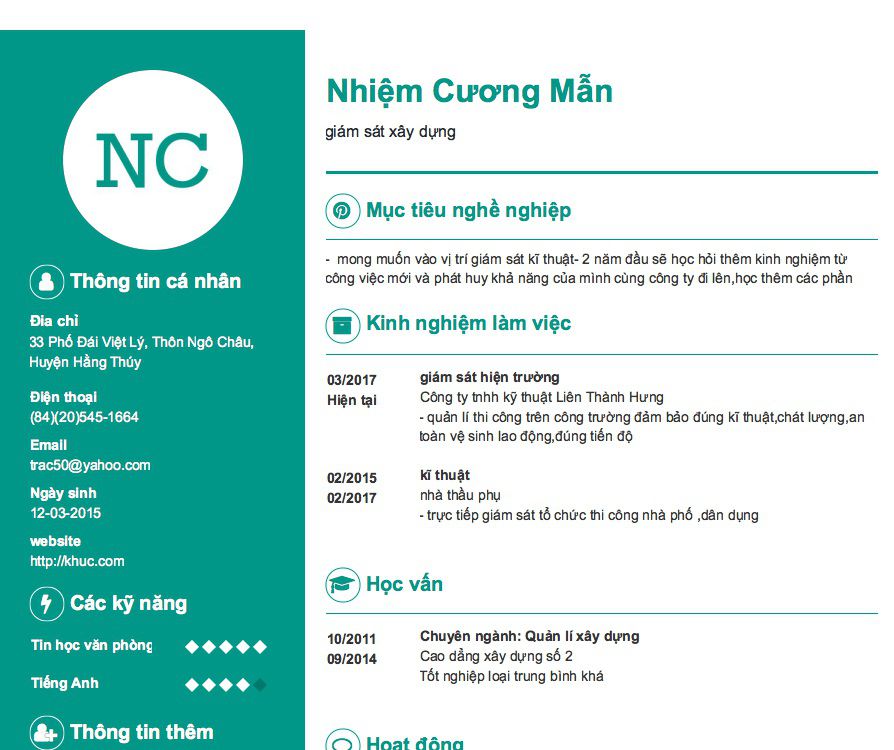 NC
Thông tin cá nhân
Đia chỉ
33 Phố Đái Việt Lý, Thôn Ngô Châu,
Huyện Hằng Thúy
Điện thoại
(84)(20)545-1664
Email
trac50@yahoo.com
Ngày sinh
12-03-2015
website
http://khuc.com
Các kỹ năng
Tin học văn phòng
Tiếng Anh
Thông tin thêm
Nhiệm Cương Mẫn
giám sát xây dựng
Mục tiêu nghề nghiệp
- mong muốn vào vị trí giám sát kĩ thuật- 2 năm đầu sẽ học hỏi thêm kinh nghiệm từ
công việc mới và phát huy khả năng của mình cùng công ty đi lên,học thêm các phần
Kinh nghiệm làm việc
03/2017 giám sát hiện trường
Hiện tại Công ty tnhh kỹ thuật Liên Thành Hưng
- quản lí thi công trên công trường đảm bảo đúng kĩ thuật,chát lượng,an
toàn vệ sinh lao động,đúng tiến độ
02/2015 kĩ thuật
02/2017 nhà thầu phụ
- trực tiếp giám sát tổ chức thi công nhà phố ,dân dụng
Học vấn
10/2011 Chuyên ngành: Quản lí xây dựng
09/2014 Cao dẳng xây dựng số 2
Tốt nghiệp loại trung bình khá
Hoạt động